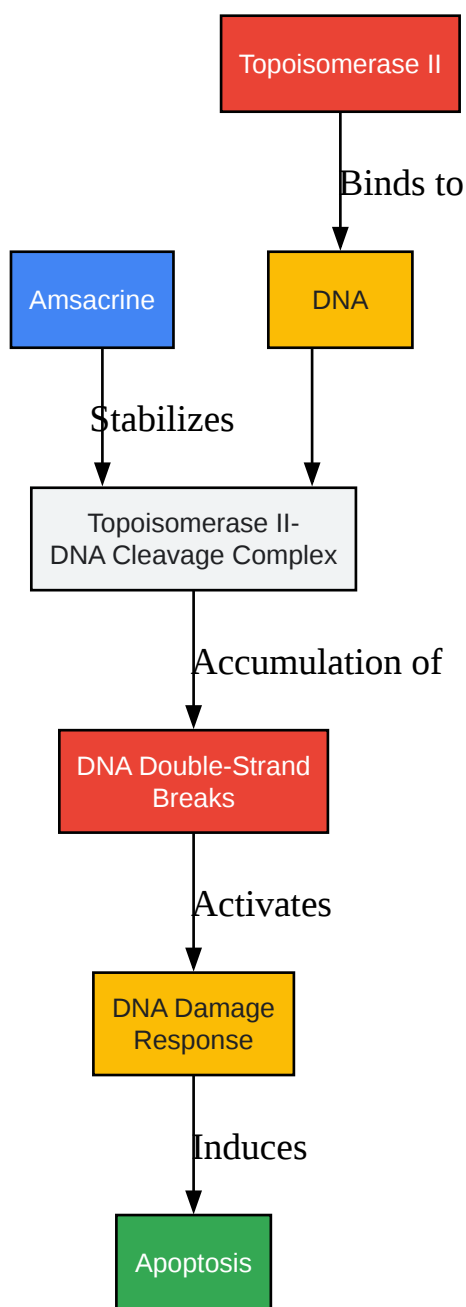 Topoisomerase II
Binds to
Amsacrine
DNA
Stabilizes
Topoisomerase II-
DNA Cleavage Complex
Accumulation of
DNA Double-Strand
Breaks
Activates
DNA Damage
Response
Induces
Apoptosis